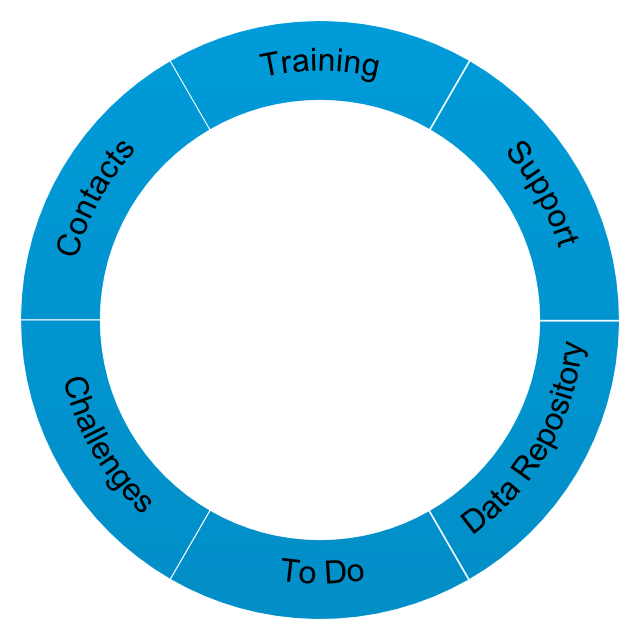 Training
Support
Data Repository
To Do
Challenges
Contacts